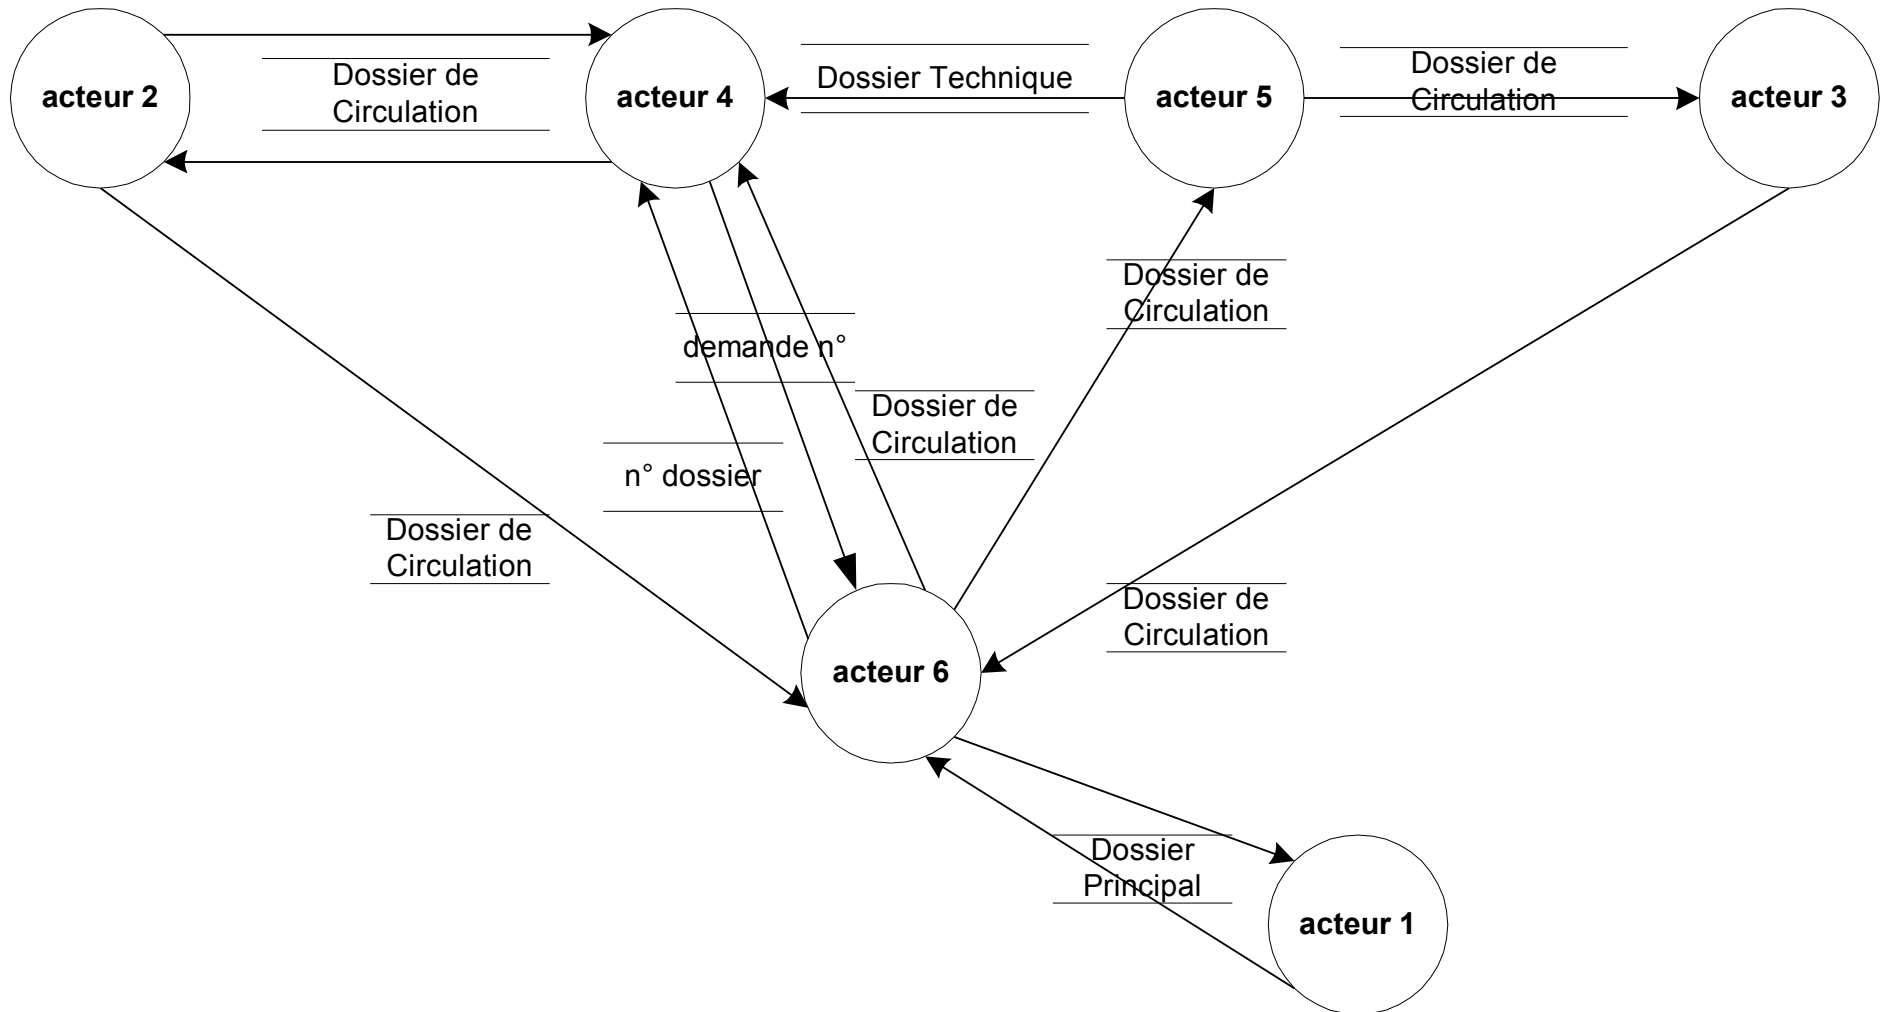 acteur 2
Dossier de
Circulation
acteur 4
Dossier Technique
acteur 5
Dossier de
Circulation
acteur 3
Dossier de
Circulation
demande n°
Dossier de
Circulation
n° dossier
Dossier de
Circulation
Dossier de
Circulation
acteur 6
Dossier
Principal
acteur 1